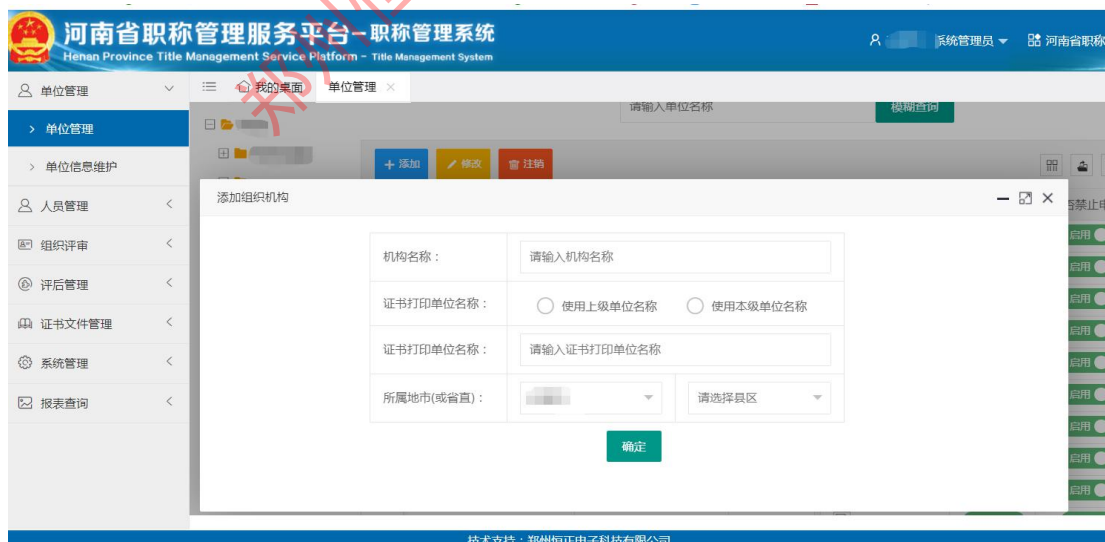 河南省职称管理服务平台-职称管理系统
Henan Province Title Management Service Platform - Title Management System
系统管理员
河南省职称
单位管理
我的桌面
单位管理
单位管理
单位信息维护
人员管理
组织评审
评后管理
证书文件管理
系统管理
报表查询
请输入单位名称
模糊查询
添加
修改
注销
否禁止申
启用
启用
启用
启用
启用
启用
启用
启用
启用
添加组织机构
机构名称：
请输入机构名称
证书打印单位名称：
使用上级单位名称
使用本级单位名称
证书打印单位名称：
请输入证书打印单位名称
所属地市(或省直)：
请选择县区
确定
技术支持：郑州恒正电子科技有限公司
郑州恒